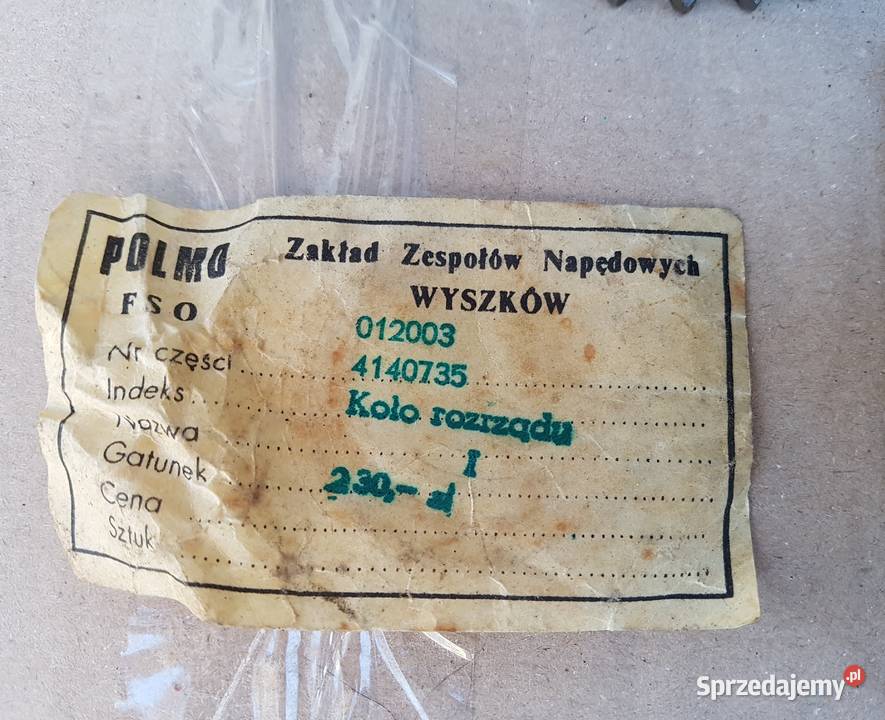 POLMO
FSO
Zakład Zespołów Napędowych
WYSZKÓW
Nr części 012003
Indeks 4140735
Nazwa Koło rozrządu
Gatunek I
Cena 230,- zł
Sztuk
Sprzedajemy.pl